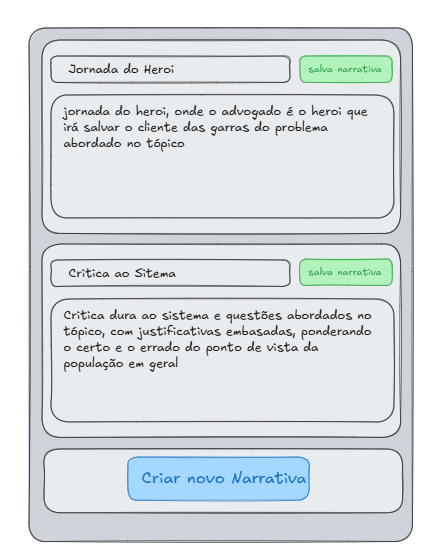 Jornada do Heroi
salva narrativa
jornada do heroi, onde o advogado é o heroi que
irá salvar o cliente das garras do problema
abordado no tópico
Critica ao Sitema
salva narrativa
Critica dura ao sistema e questões abordados no
tópico, com justificativas embasadas, ponderando
o certo e o errado do ponto de vista da
população em geral
Criar novo Narrativa